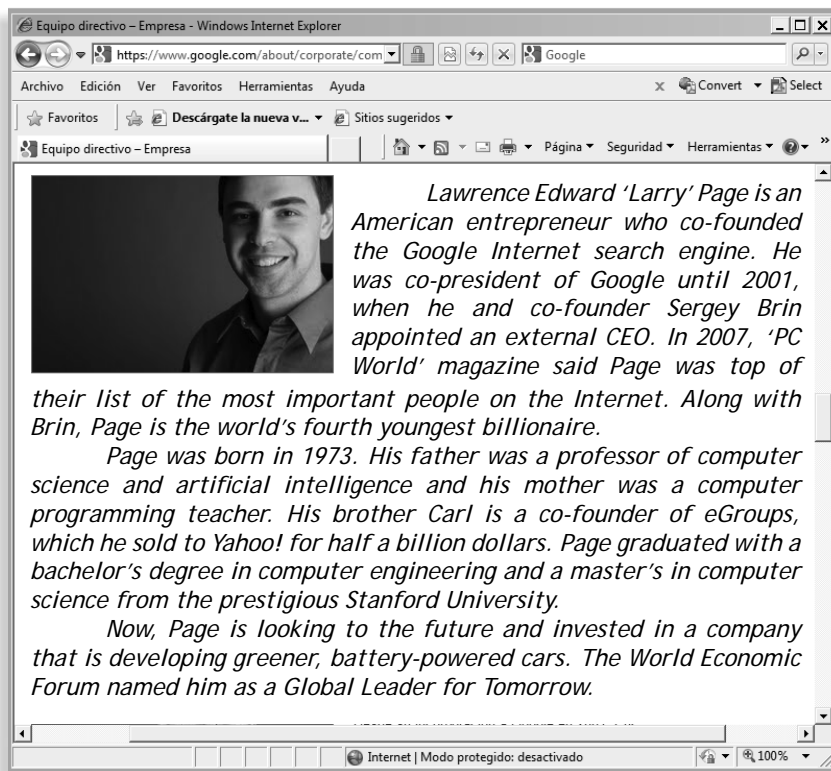 Equipo directivo – Empresa - Windows Internet Explorer
https://www.google.com/about/corporate/com
Google
Archivo Edición Ver Favoritos Herramientas Ayuda
x Convert Select
Favoritos Descárgate la nueva v... Sitios sugeridos
Equipo directivo – Empresa
Página Seguridad Herramientas »
Lawrence Edward ‘Larry’ Page is an
American entrepreneur who co-founded
the Google Internet search engine. He
was co-president of Google until 2001,
when he and co-founder Sergey Brin
appointed an external CEO. In 2007, ‘PC
World’ magazine said Page was top of
their list of the most important people on the Internet. Along with
Brin, Page is the world’s fourth youngest billionaire.
Page was born in 1973. His father was a professor of computer
science and artificial intelligence and his mother was a computer
programming teacher. His brother Carl is a co-founder of eGroups,
which he sold to Yahoo! for half a billion dollars. Page graduated with a
bachelor’s degree in computer engineering and a master’s in computer
science from the prestigious Stanford University.
Now, Page is looking to the future and invested in a company
that is developing greener, battery-powered cars. The World Economic
Forum named him as a Global Leader for Tomorrow.
Internet | Modo protegido: desactivado
100%